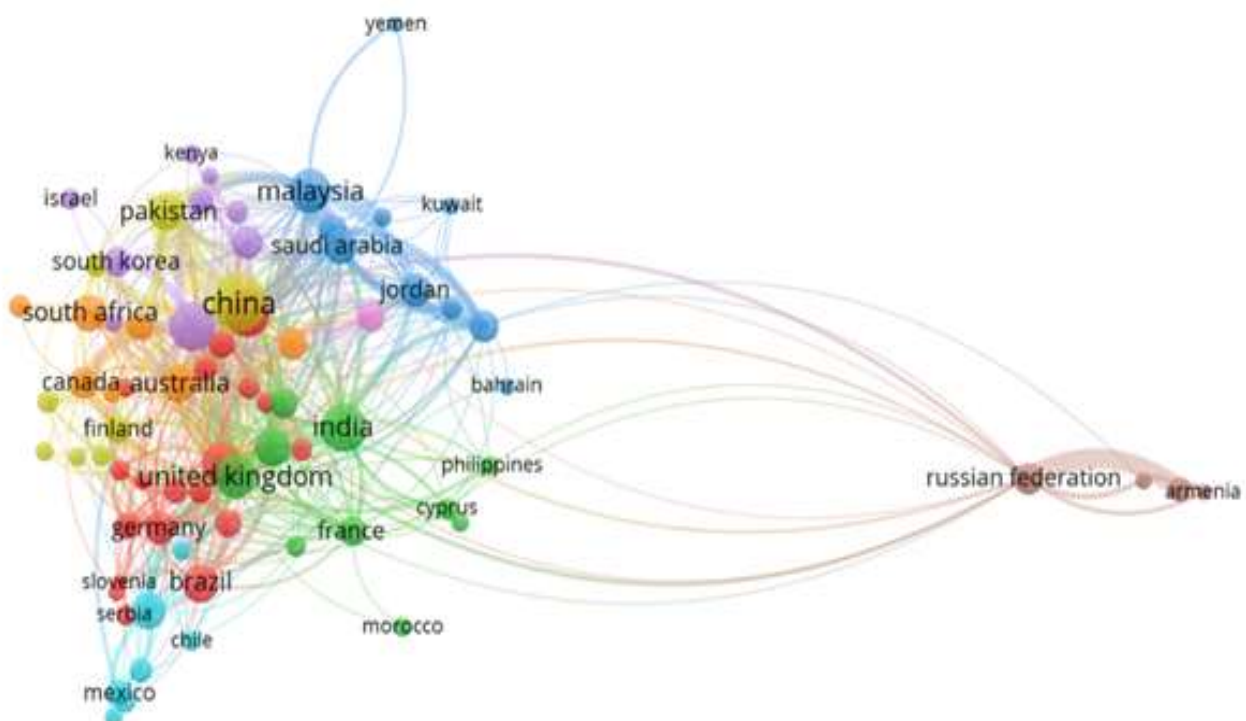 yemen
kenya
malaysia
israel
kuwait
pakistan
saudi arabia
south korea
jordan
china
south africa
canada
australia
bahrain
finland
india
philippines
united kingdom
russian federation
armenia
cyprus
germany
france
slovenia
brazil
serbia
morocco
chile
mexico